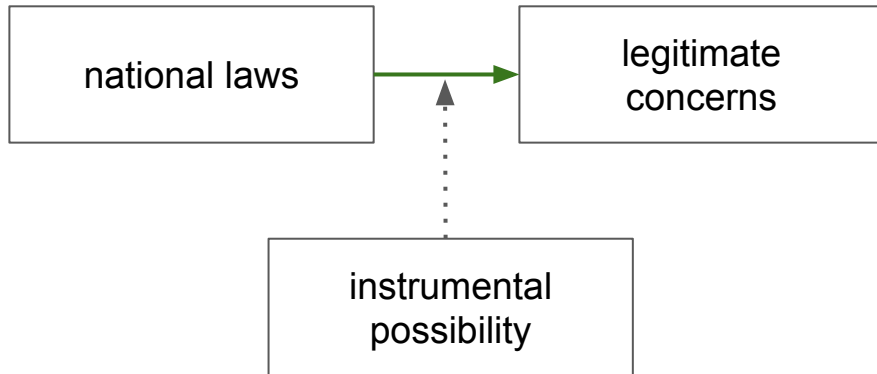 national laws
legitimate
concerns
instrumental
possibility